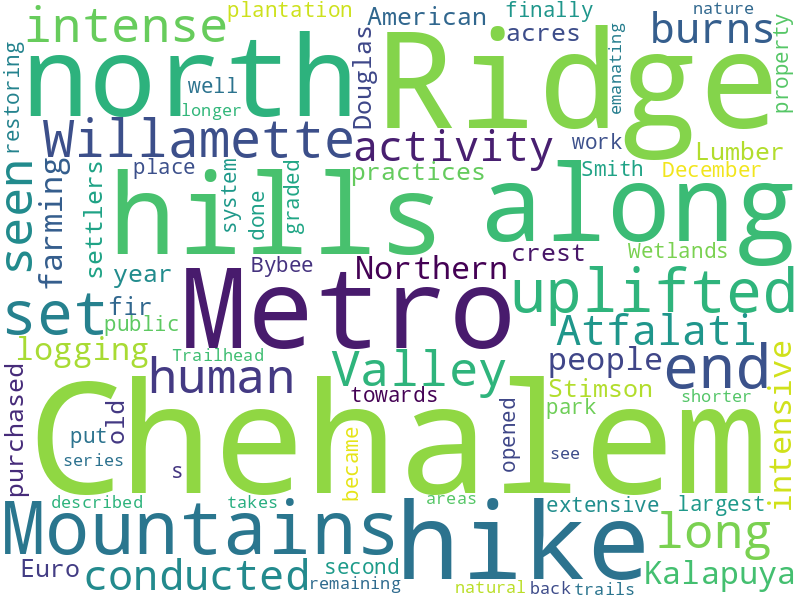 plantation
nature
finally
American
intense
acres
burns
property
north
Ridge
emanating
restoring
well
longer
Douglas
Willamette
activity
work
Lumber
place
practices
Smith
December
seen
farming
settlers
hills
system
done
graded
along
Wetlands
crest
Bybee
Northern
year
Metro
uplifted
set
fir
public
Atfalati
logging
Trailhead
human
Valley
people
end
purchased
towards
Stimson
shorter
intensive
Chehalem
old
put
park
opened
became
series
s
see
described
takes
areas
extensive
largest
Mountains
hike
long
Euro
conducted
second
remaining
natural
back
trails
Kalapuya